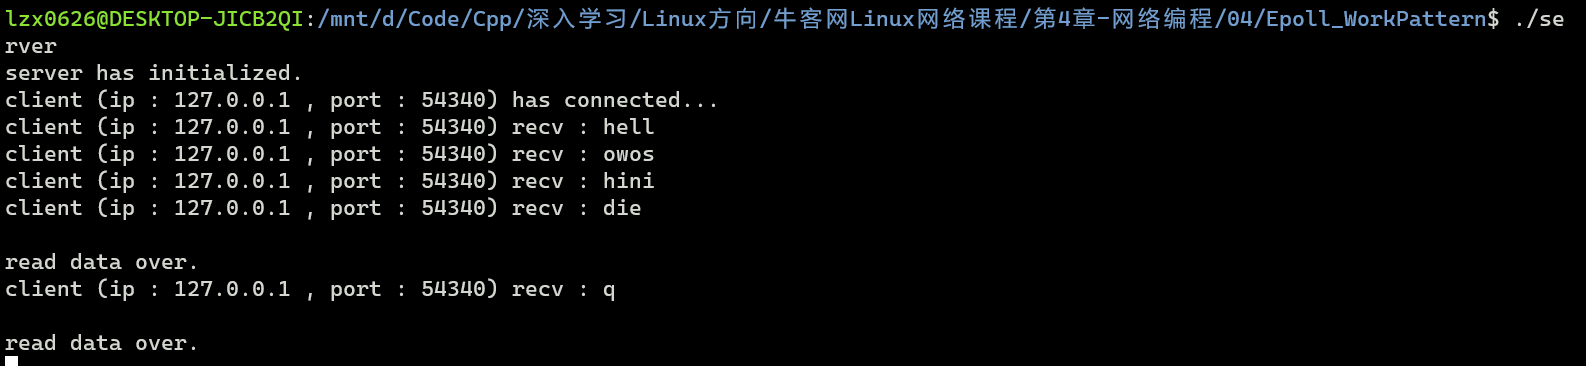 lzx0626@DESKTOP-JICB2QI:/mnt/d/Code/Cpp/深入学习/Linux方向/牛客网Linux网络课程/第4章-网络编程/04/Epoll_WorkPattern$ ./se
rver
server has initialized.
client (ip : 127.0.0.1 , port : 54340) has connected...
client (ip : 127.0.0.1 , port : 54340) recv : hell
client (ip : 127.0.0.1 , port : 54340) recv : owos
client (ip : 127.0.0.1 , port : 54340) recv : hini
client (ip : 127.0.0.1 , port : 54340) recv : die
read data over.
client (ip : 127.0.0.1 , port : 54340) recv : q
read data over.